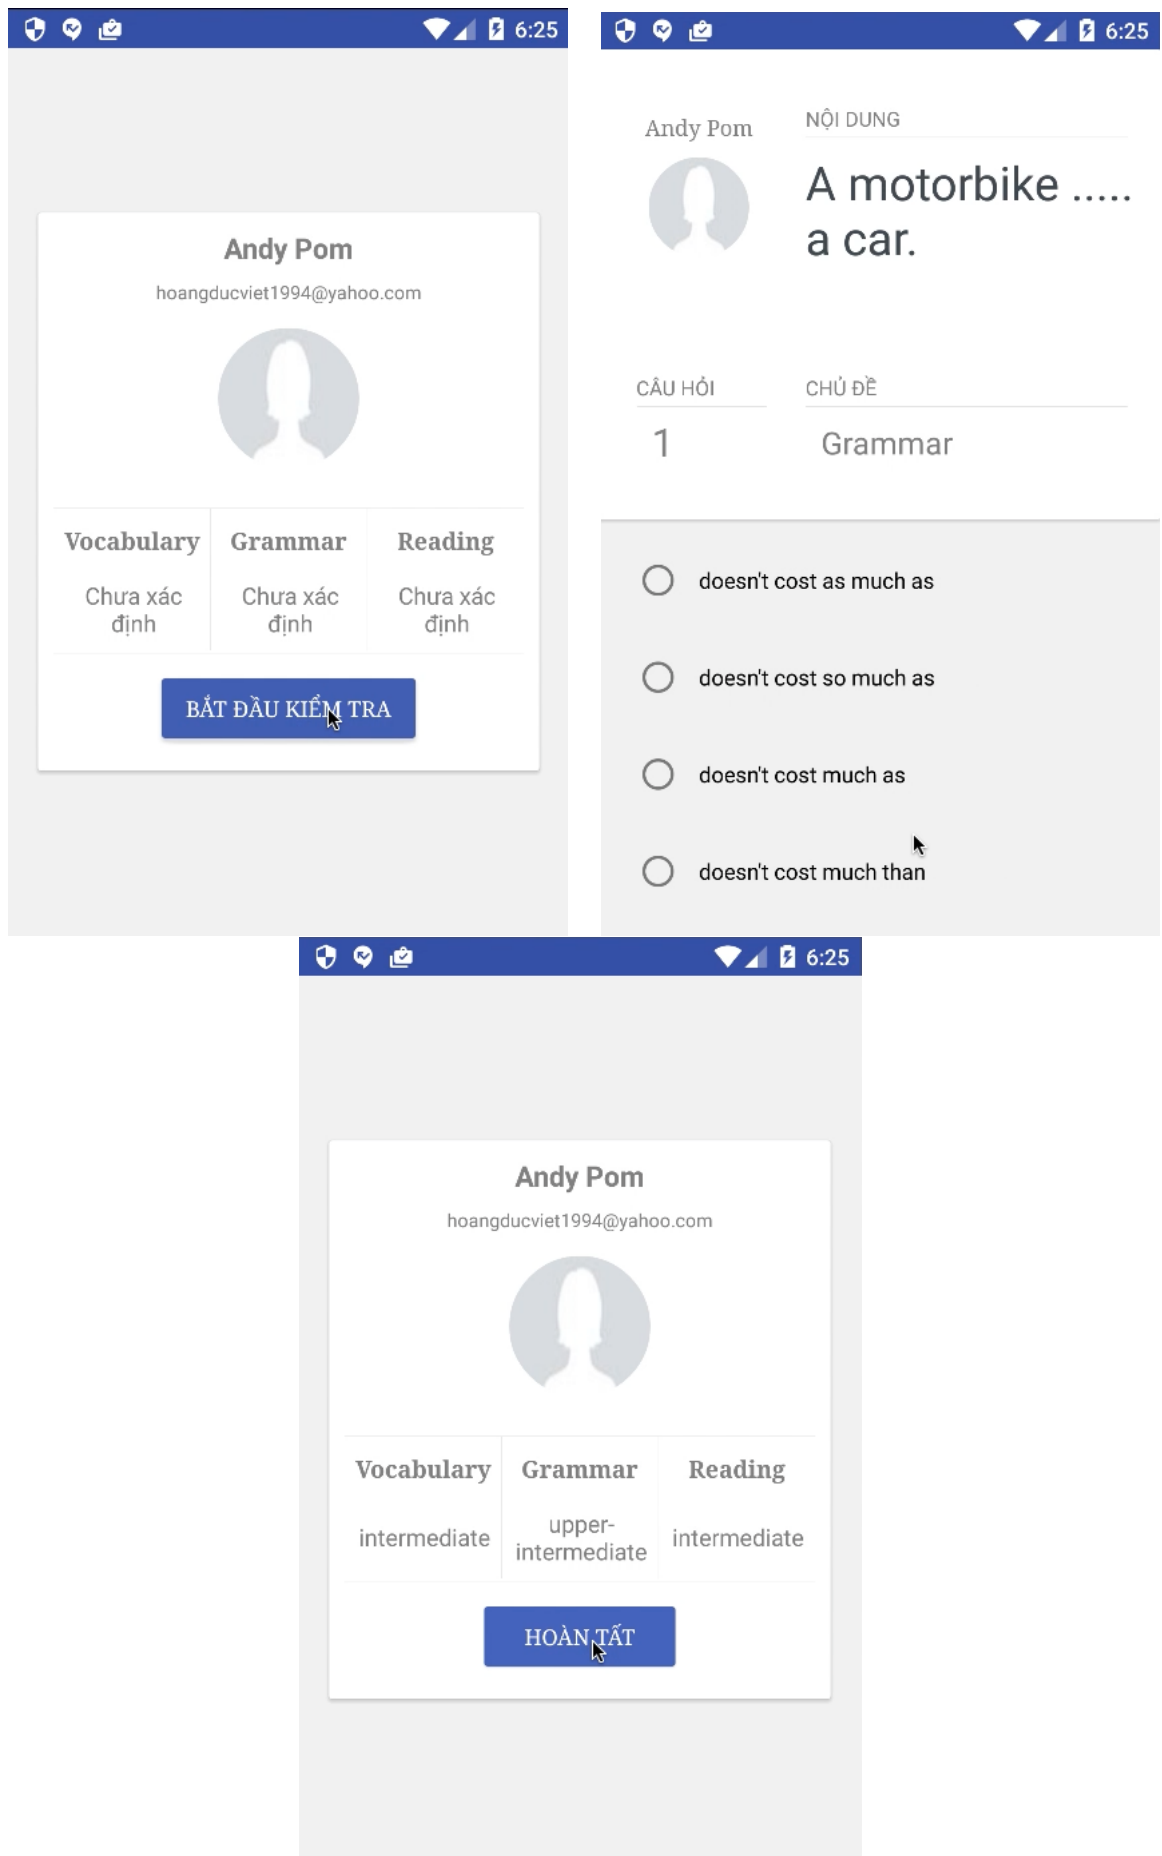 6:25
Andy Pom
hoangducviet1994@yahoo.com
Vocabulary Grammar Reading
Chưa xác định Chưa xác định Chưa xác định
BẮT ĐẦU KIỂM TRA
6:25
Andy Pom
NỘI DUNG
A motorbike .....
a car.
CÂU HỎI
CHỦ ĐỀ
1
Grammar
doesn't cost as much as
doesn't cost so much as
doesn't cost much as
doesn't cost much than
6:25
Andy Pom
hoangducviet1994@yahoo.com
Vocabulary Grammar Reading
intermediate upper-intermediate intermediate
HOÀN TẤT